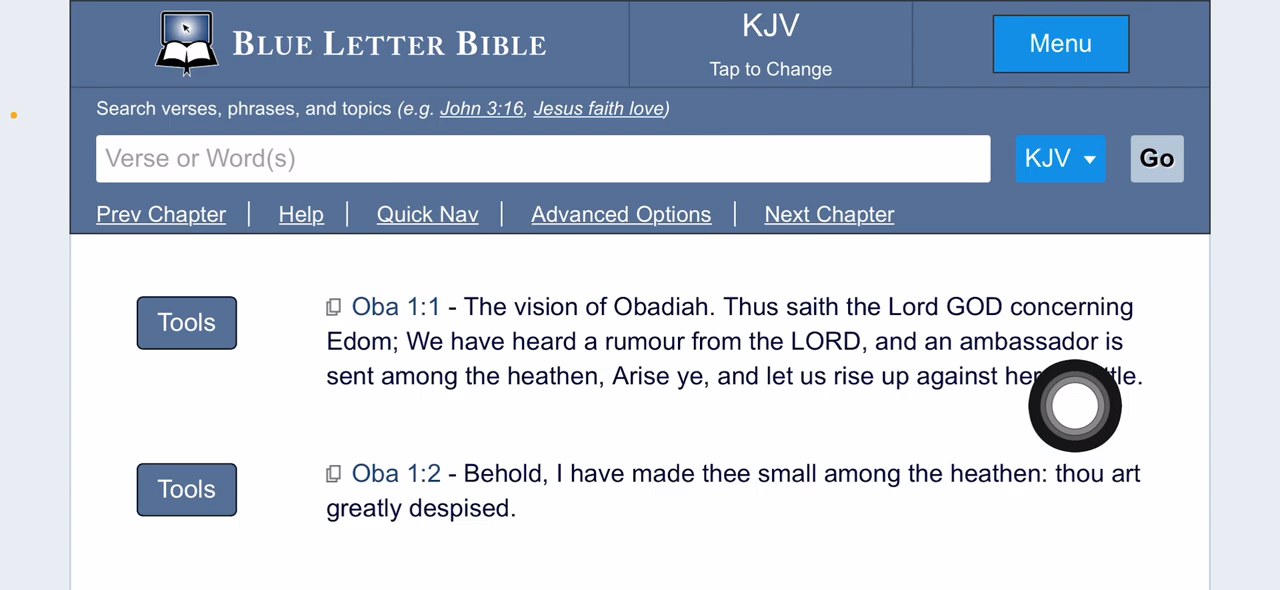 BLUE LETTER BIBLE
KJV
Tap to Change
Menu
Search verses, phrases, and topics (e.g. John 3:16, Jesus faith love)
Verse or Word(s)
KJV
Go
Prev Chapter
Help
Quick Nav
Advanced Options
Next Chapter
Tools
Oba 1:1 - The vision of Obadiah. Thus saith the Lord GOD concerning
Edom; We have heard a rumour from the LORD, and an ambassador is
sent among the heathen, Arise ye, and let us rise up against
Tools
Oba 1:2 - Behold, I have made thee small among the heathen: thou art
greatly despised.